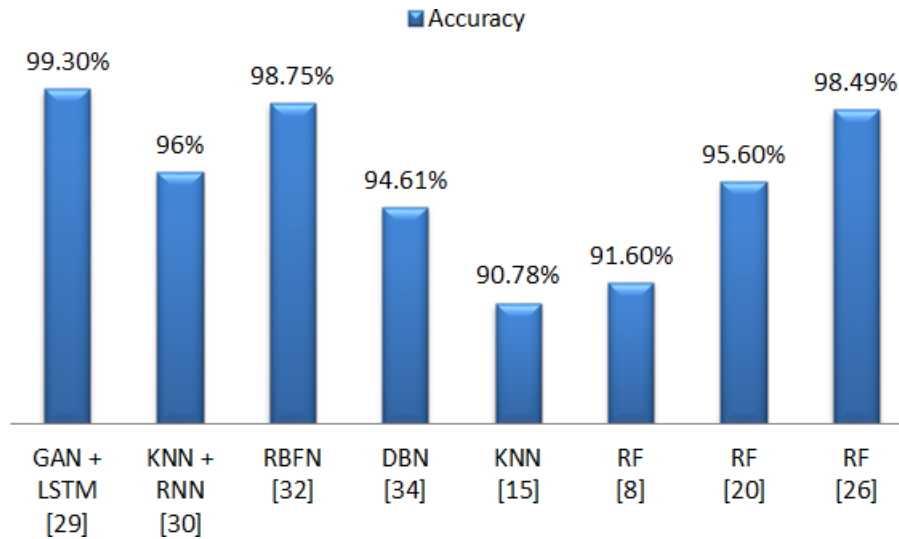 Accuracy
99.30%
96%
98.75%
94.61%
90.78%
91.60%
95.60%
98.49%
GAN +
LSTM
[29]
KNN +
RNN
[30]
RBFN
[32]
DBN
[34]
KNN
[15]
RF
[8]
RF
[20]
RF
[26]